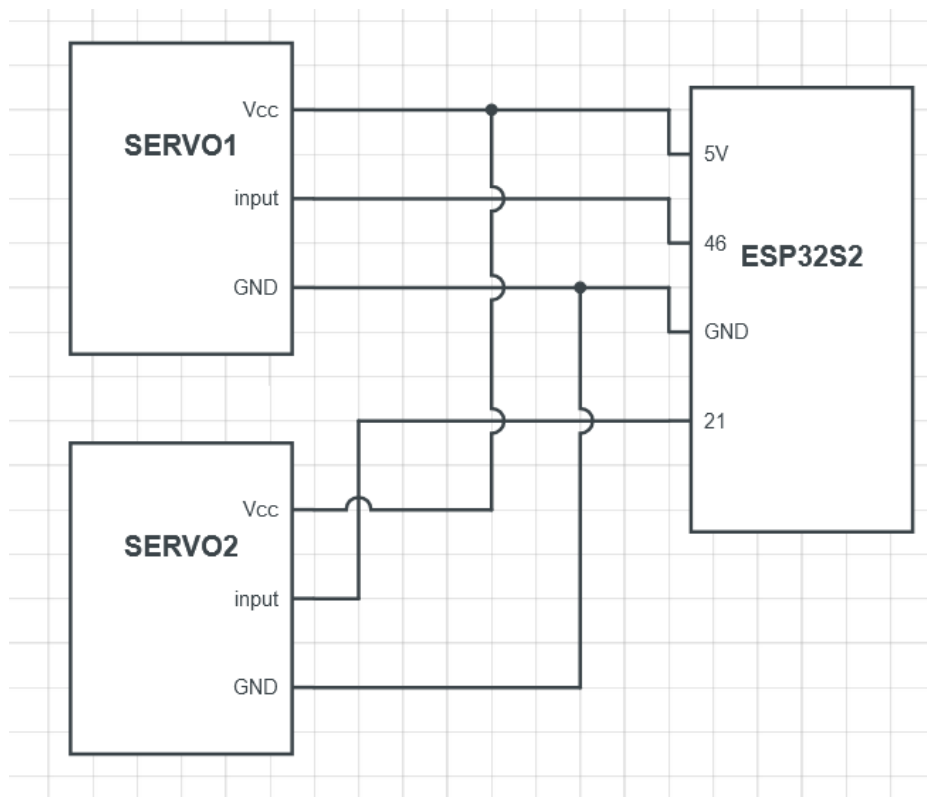 Vcc
SERVO1
input
GND
5V
46
ESP32S2
GND
21
Vcc
SERVO2
input
GND